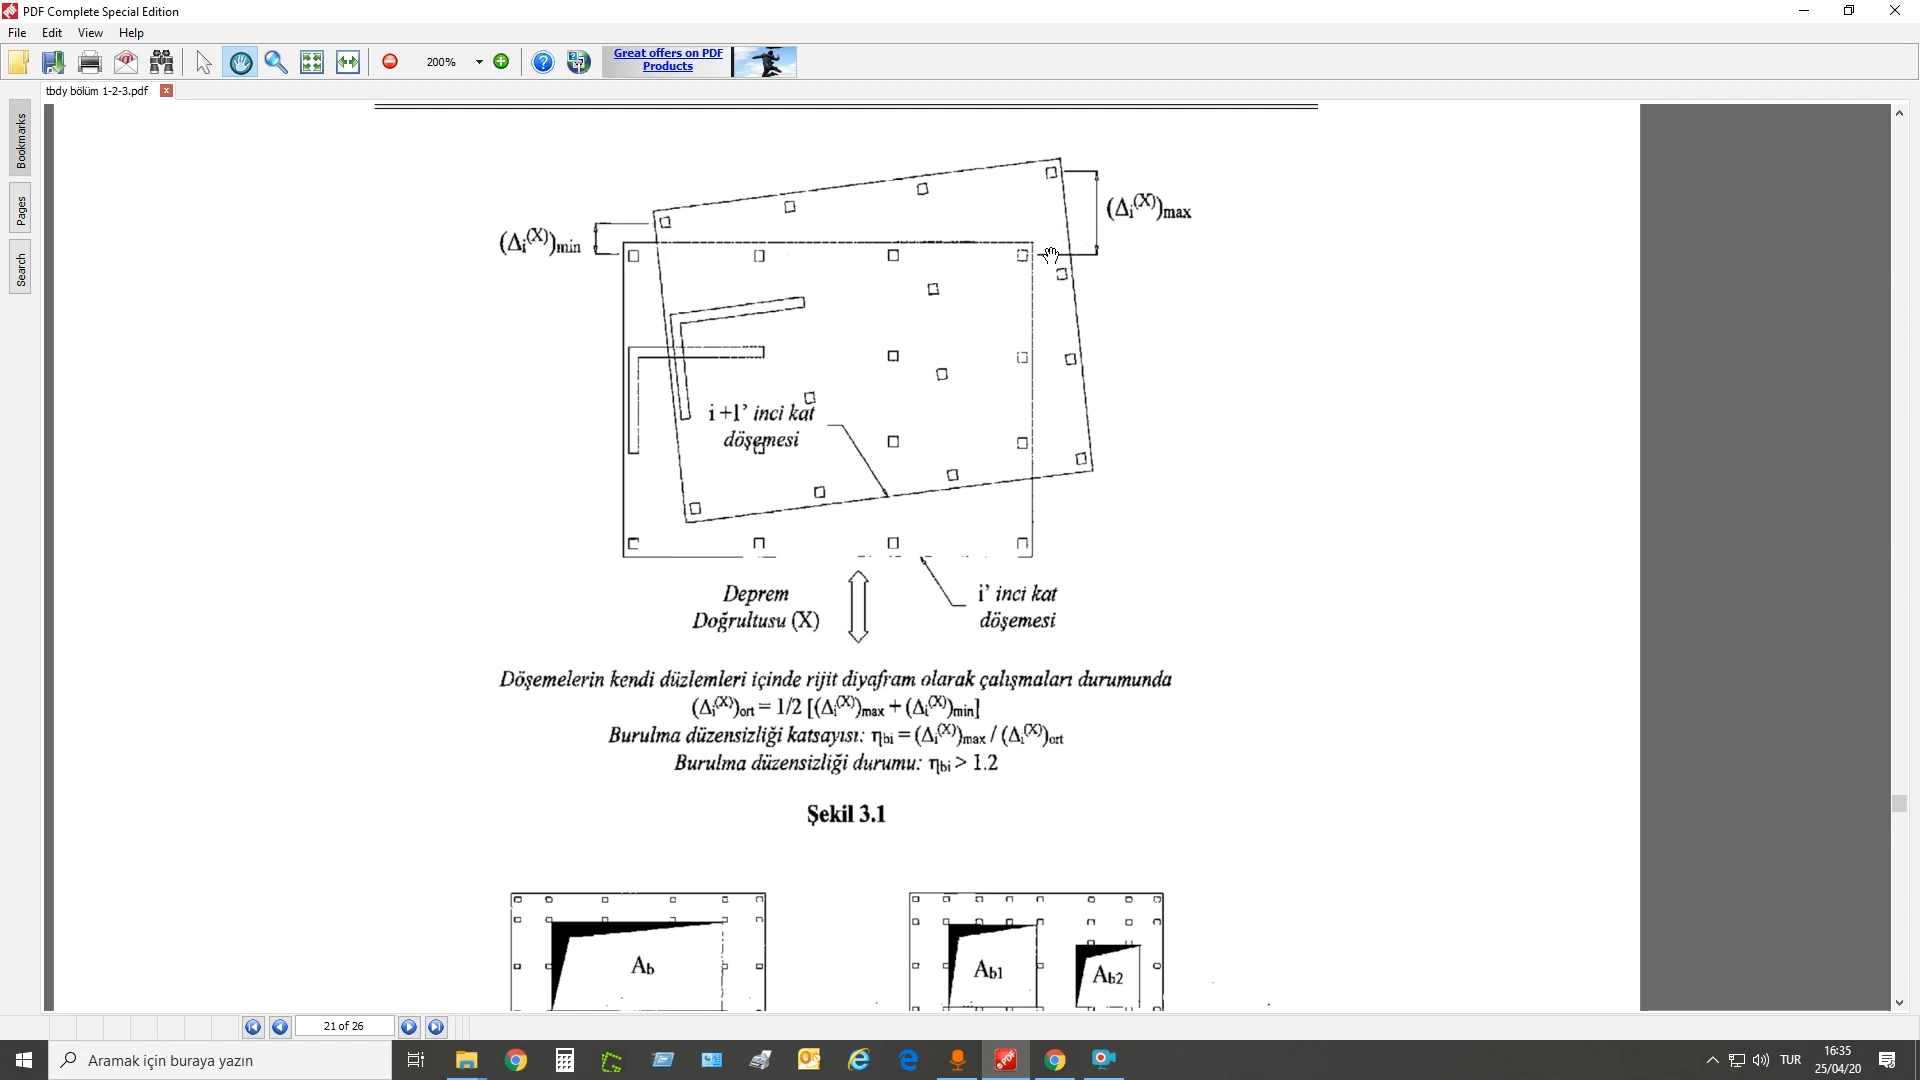 PDF Complete Special Edition
File Edit View Help
200%
Great offers on PDF
Products
tbdy bölüm 1-2-3.pdf
Bookmarks
Pages
Search
(Δi(X))max
(Δi(X))min
i +1’ inci kat
döşemesi
Deprem
Doğrultusu (X)
i’ inci kat
döşemesi
Döşemelerin kendi düzlemleri içinde rijit diyafram olarak çalışmaları durumunda
(Δi(X))ort = 1/2 [(Δi(X))max + (Δi(X))min]
Burulma düzensizliği katsayısı: ηbi = (Δi(X))max / (Δi(X))ort
Burulma düzensizliği durumu: ηbi > 1.2
Şekil 3.1
Ab
Ab1
Ab2
21 of 26
Aramak için buraya yazın
TUR
16:35
25/04/20